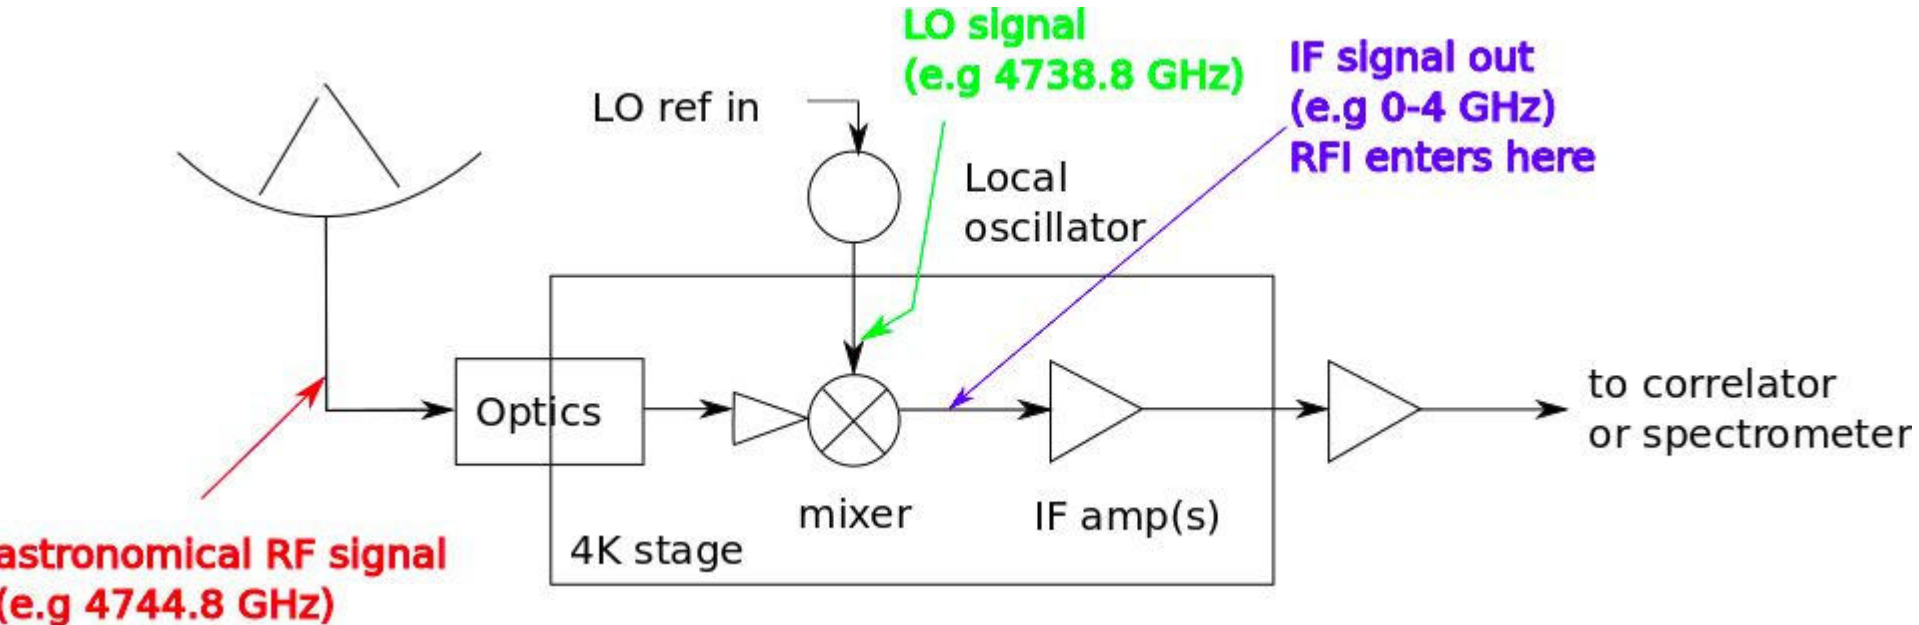 LO signal
(e.g 4738.8 GHz)
IF signal out
(e.g 0-4 GHz)
RFI enters here
LO ref in
Local
oscillator
Optics
to correlator
or spectrometer
mixer
IF amp(s)
4K stage
astronomical RF signal
(e.g 4744.8 GHz)